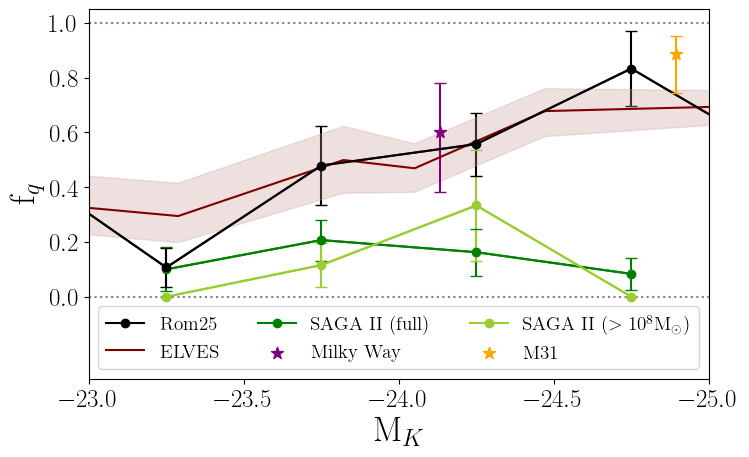 1.0
0.8
0.6
0.4
0.2
0.0
f_q
Rom25
ELVES
SAGA II (full)
Milky Way
SAGA II (> 10^8 M_⊙)
M31
−23.0 −23.5 −24.0 −24.5 −25.0
M_K